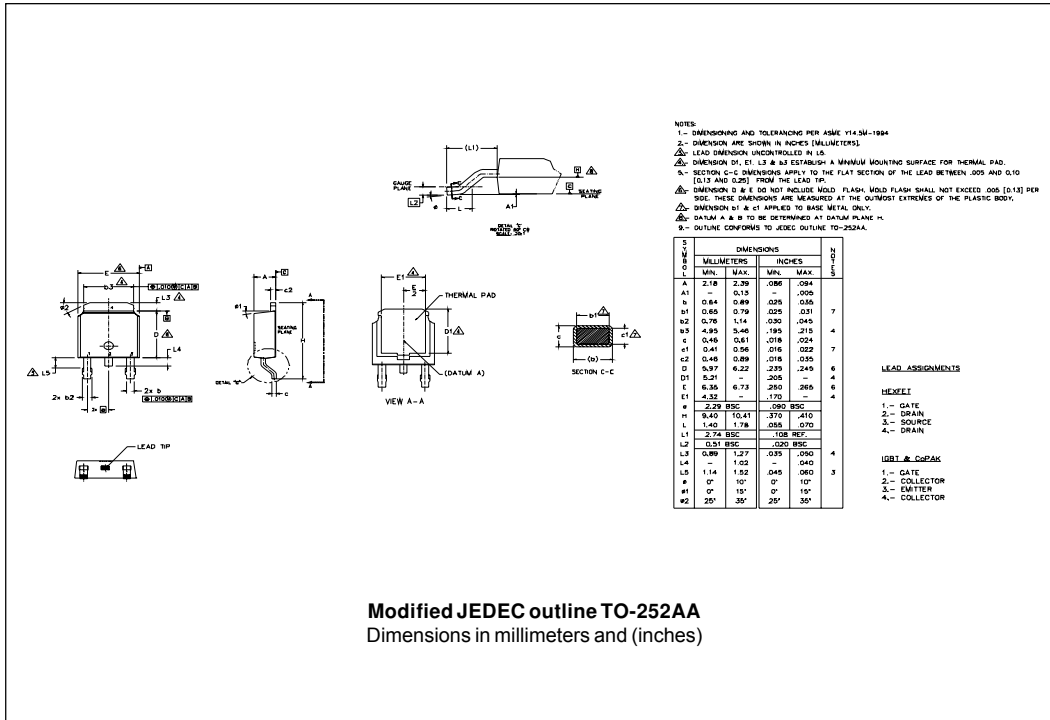 NOTES:
1.- DIMENSIONING AND TOLERANCING PER ASME Y14.5M-1994
2.- DIMENSION ARE SHOWN IN INCHES [MILLIMETERS].
3 LEAD DIMENSION UNCONTROLLED IN L5.
4 DIMENSION D1, E1, L3 & b3 ESTABLISH A MINIMUM MOUNTING SURFACE FOR THERMAL PAD.
5.- SECTION C-C DIMENSIONS APPLY TO THE FLAT SECTION OF THE LEAD BETWEEN .005 AND 0.10
[0.13 AND 0.25] FROM THE LEAD TIP.
6 DIMENSION D & E DO NOT INCLUDE MOLD FLASH. MOLD FLASH SHALL NOT EXCEED .005 [0.13] PER
SIDE. THESE DIMENSIONS ARE MEASURED AT THE OUTMOST EXTREMES OF THE PLASTIC BODY.
7 DIMENSION b1 & c1 APPLIED TO BASE METAL ONLY.
8 DATUM A & B TO BE DETERMINED AT DATUM PLANE H.
9.- OUTLINE CONFORMS TO JEDEC OUTLINE TO-252AA.
(L1)
GAUGE
PLANE
L2
L
A1
H
C
SEATING
PLANE
DETAIL "C"
E
A
b3
L3
ø2
B
D
L4
L5
2x b2
2x b
2x e
LEAD TIP
A
C
c2
ø1
SEATING
PLANE
H
A
A
DETAIL "C"
c
E1
E
2
THERMAL PAD
D1
(DATUM A)
VIEW A-A
b1
c
c1
(b)
SECTION C-C
SYMBOL DIMENSIONS NOTES
MILLIMETERS INCHES
MIN. MAX. MIN. MAX.
A 2.18 2.39 .086 .094
A1 - 0.13 - .005
b 0.64 0.89 .025 .035
b1 0.65 0.79 .025 .031 7
b2 0.76 1.14 .030 .045
b3 4.95 5.46 .195 .215 4
c 0.46 0.61 .018 .024
c1 0.41 0.56 .016 .022 7
c2 0.46 0.89 .018 .035
D 5.97 6.22 .235 .245 6
D1 5.21 - .205 - 4
E 6.35 6.73 .250 .265 6
E1 4.32 - .170 - 4
e 2.29 BSC .090 BSC
H 9.40 10.41 .370 .410
L 1.40 1.78 .055 .070
L1 2.74 BSC .108 REF.
L2 0.51 BSC .020 BSC
L3 0.89 1.27 .035 .050 4
L4 - 1.02 - .040
L5 1.14 1.52 .045 .060 3
ø 0° 10° 0° 10°
ø1 0° 15° 0° 15°
ø2 25° 35° 25° 35°
LEAD ASSIGNMENTS
HEXFET
1.- GATE
2.- DRAIN
3.- SOURCE
4.- DRAIN
IGBT & CoPAK
1.- GATE
2.- COLLECTOR
3.- EMITTER
4.- COLLECTOR
Modified JEDEC outline TO-252AA
Dimensions in millimeters and (inches)